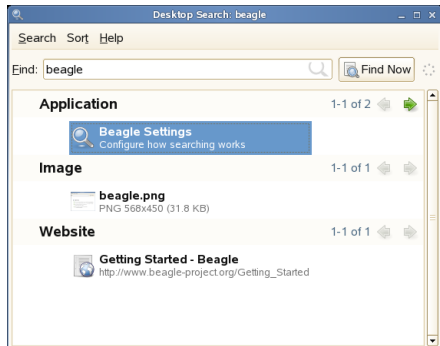 Desktop Search: beagle
Search Sort Help
Find: beagle Find Now
Application 1-1 of 2
Beagle Settings
Configure how searching works
Image 1-1 of 1
beagle.png
PNG 568x450 (31.8 KB)
Website 1-1 of 1
Getting Started - Beagle
http://www.beagle-project.org/Getting_Started